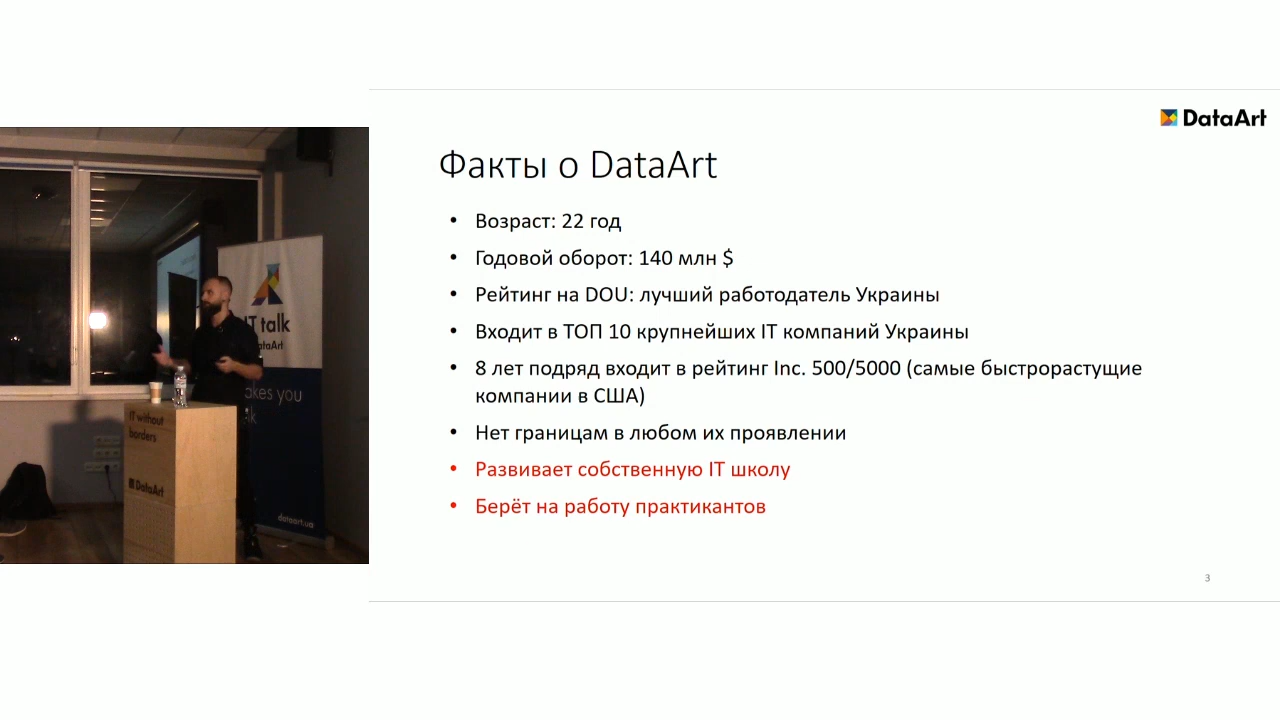 DataArt
Факты о DataArt
• Возраст: 22 год
• Годовой оборот: 140 млн $
• Рейтинг на DOU: лучший работодатель Украины
• Входит в ТОП 10 крупнейших IT компаний Украины
• 8 лет подряд входит в рейтинг Inc. 500/5000 (самые быстрорастущие
компании в США)
• Нет границам в любом их проявлении
• Развивает собственную IT школу
• Берёт на работу практикантов
3
talk
IT without
borders
DataArt
you
dataart.ua